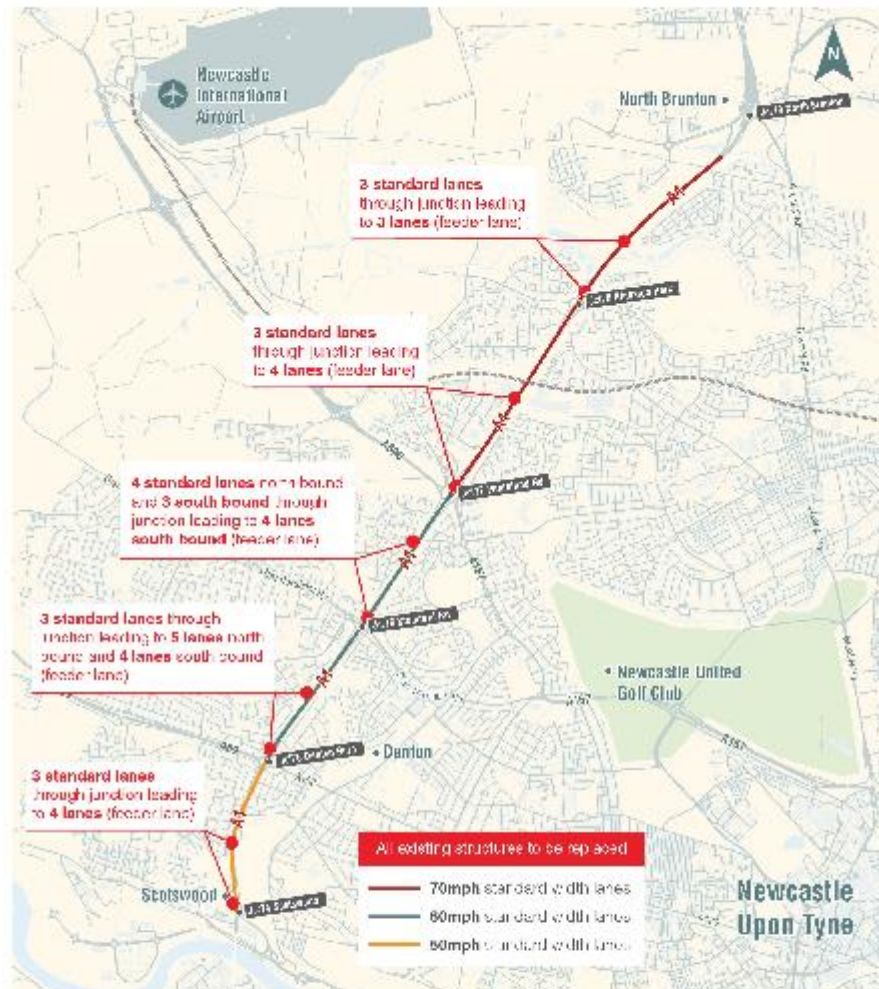 Newcastle
International
Airport
N
North Brunton
3 standard lanes
through junction leading
to 3 lanes (feeder lane)
A1
3 standard lanes
through junction leading
to 4 lanes (feeder lane)
A1
4 standard lanes north bound
and 3 south bound through
junction leading to 4 lanes
south bound (feeder lane)
A1
3 standard lanes through
junction leading to 5 lanes north
bound and 4 lanes south bound
(feeder lane)
A1
Newcastle United
Golf Club
Denton
3 standard lanes
through junction leading
to 4 lanes (feeder lane)
A1
All existing structures to be replaced
Scotswood
70mph standard width lanes
60mph standard width lanes
50mph standard width lanes
Newcastle
Upon Tyne